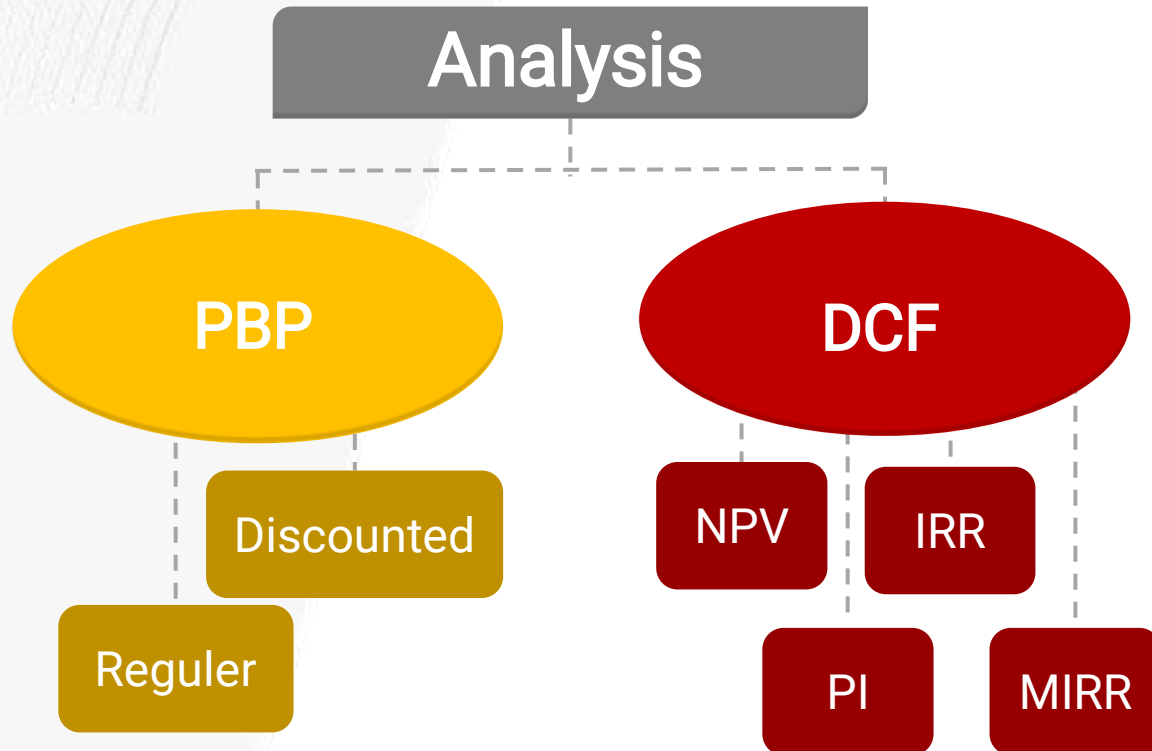 Analysis
PBP
DCF
Discounted
Reguler
NPV
IRR
PI
MIRR